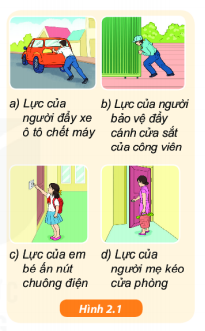 a) Lực của
người đẩy xe
ô tô chết máy
b) Lực của người
bảo vệ đẩy
cánh cửa sắt
của công viên
c) Lực của em
bé ấn nút
chuông điện
d) Lực của
người mẹ kéo
cửa phòng
Hình 2.1